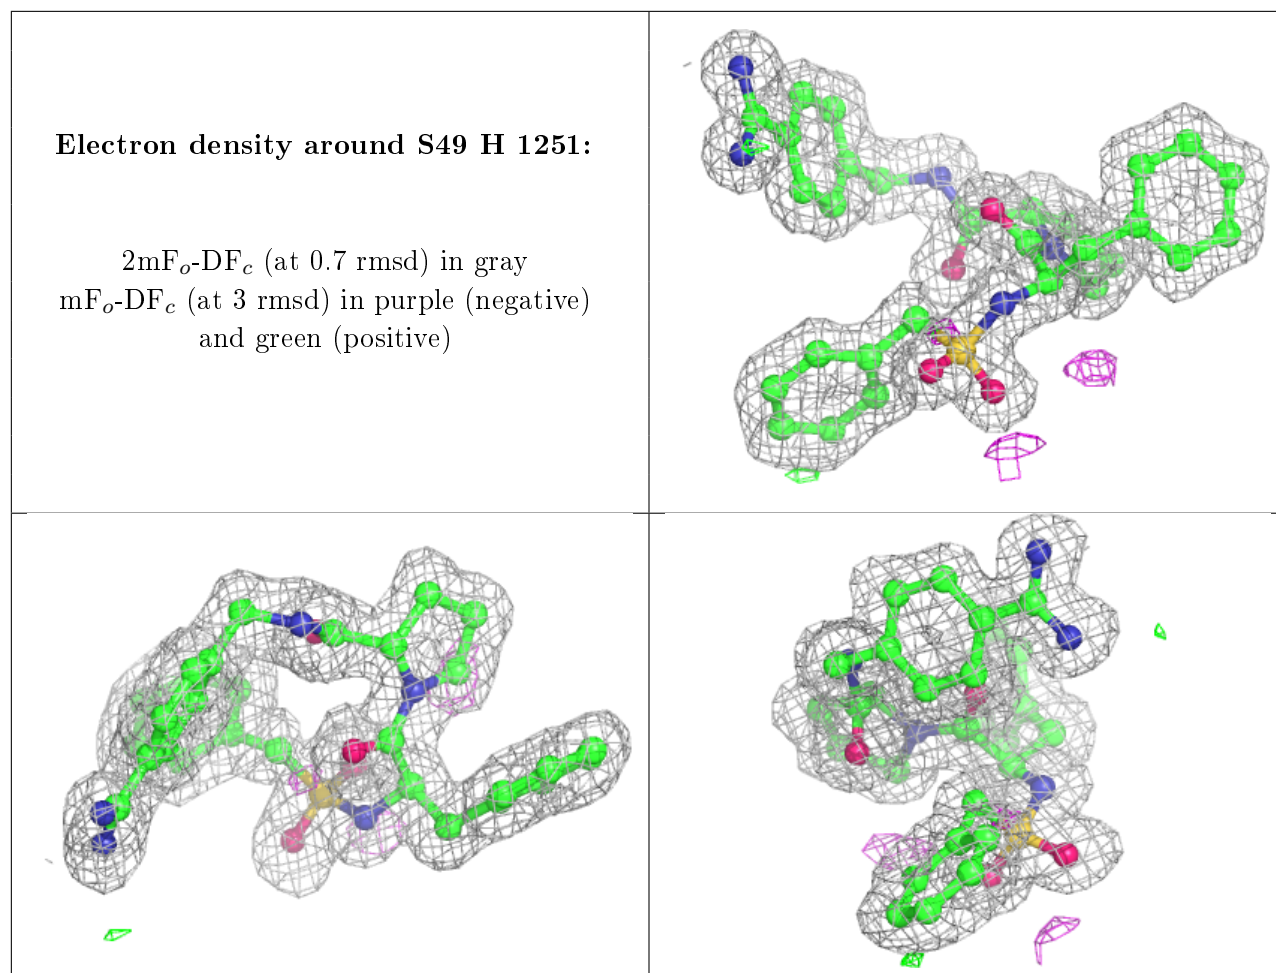 Electron density around S49 H 1251:
2mFo-DFc (at 0.7 rmsd) in gray
mFo-DFc (at 3 rmsd) in purple (negative)
and green (positive)